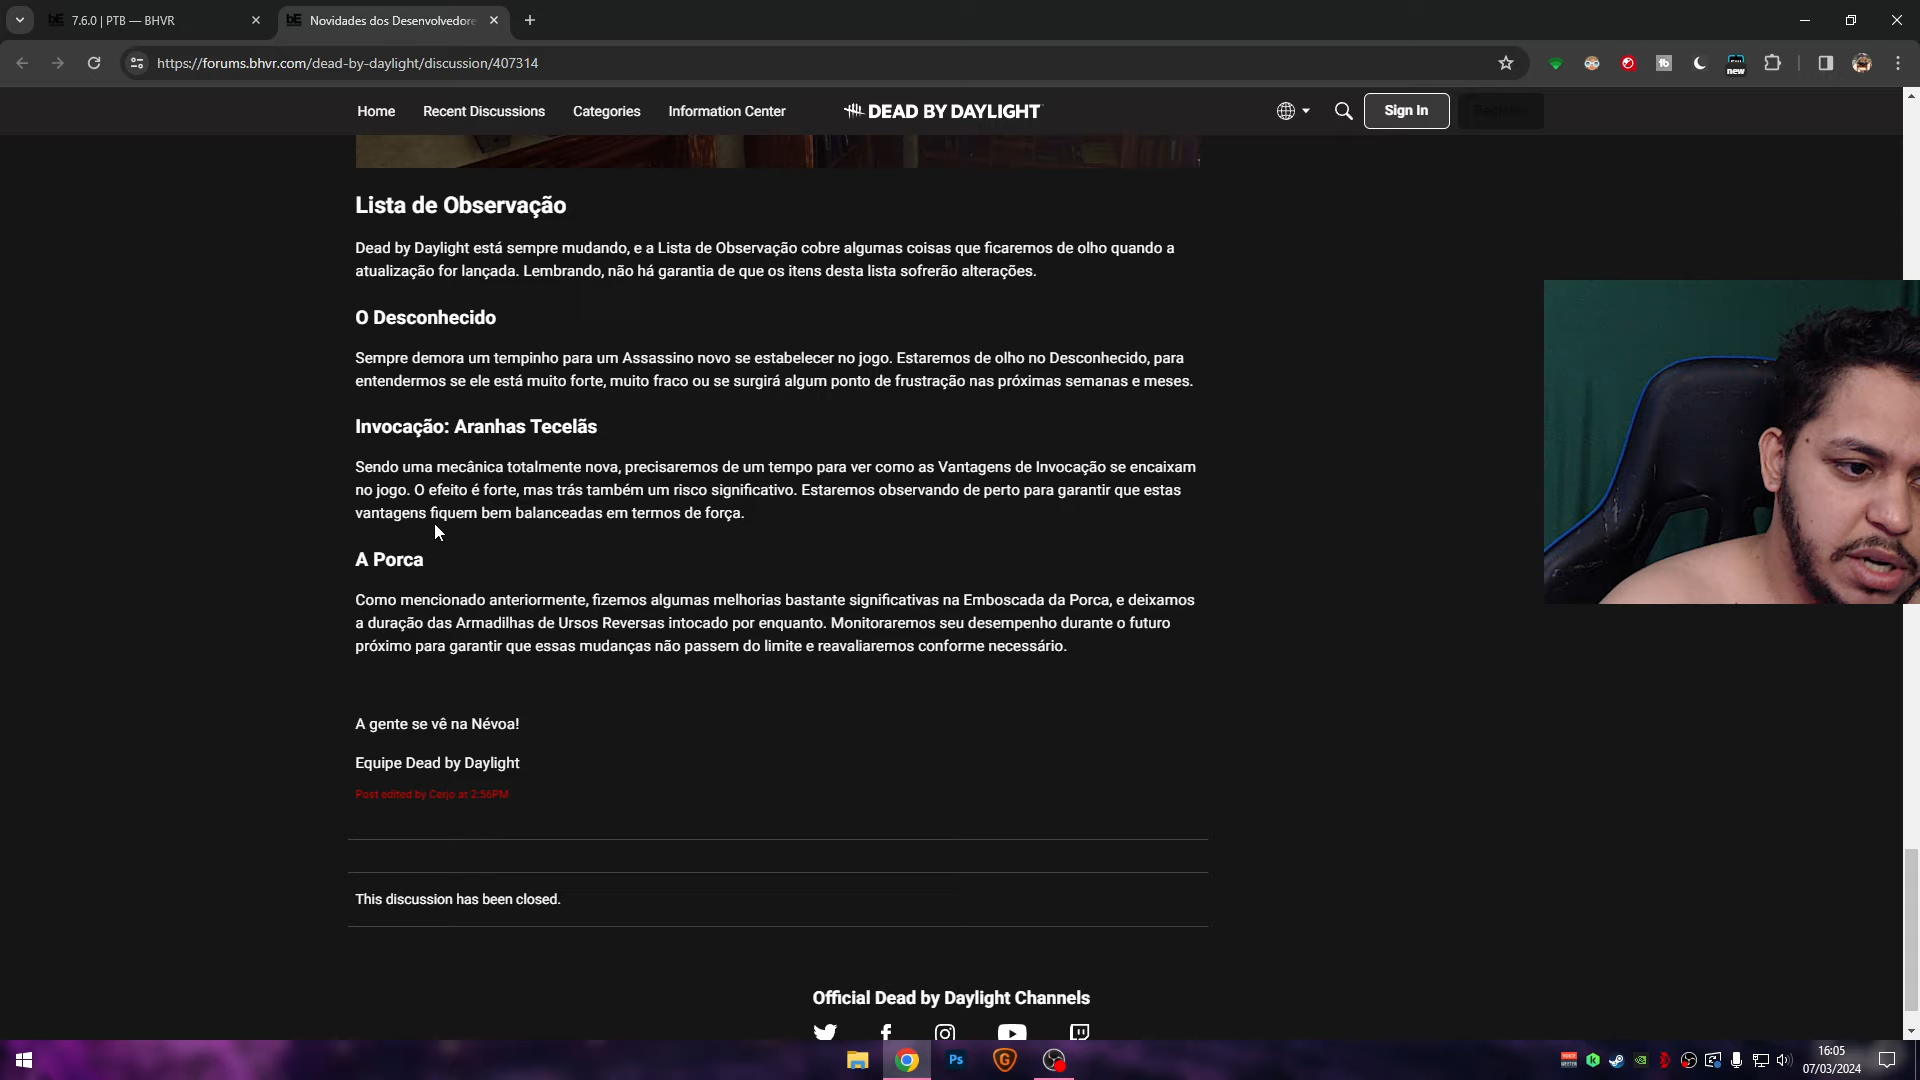 7.6.0 | PTB — BHVR
Novidades dos Desenvolvedore
https://forums.bhvr.com/dead-by-daylight/discussion/407314
new
Home
Recent Discussions
Categories
Information Center
DEAD BY DAYLIGHT
Sign In
Register
Lista de Observação
Dead by Daylight está sempre mudando, e a Lista de Observação cobre algumas coisas que ficaremos de olho quando a
atualização for lançada. Lembrando, não há garantia de que os itens desta lista sofrerão alterações.
O Desconhecido
Sempre demora um tempinho para um Assassino novo se estabelecer no jogo. Estaremos de olho no Desconhecido, para
entendermos se ele está muito forte, muito fraco ou se surgirá algum ponto de frustração nas próximas semanas e meses.
Invocação: Aranhas Tecelãs
Sendo uma mecânica totalmente nova, precisaremos de um tempo para ver como as Vantagens de Invocação se encaixam
no jogo. O efeito é forte, mas trás também um risco significativo. Estaremos observando de perto para garantir que estas
vantagens fiquem bem balanceadas em termos de força.
A Porca
Como mencionado anteriormente, fizemos algumas melhorias bastante significativas na Emboscada da Porca, e deixamos
a duração das Armadilhas de Ursos Reversas intocado por enquanto. Monitoraremos seu desempenho durante o futuro
próximo para garantir que essas mudanças não passem do limite e reavaliaremos conforme necessário.
A gente se vê na Névoa!
Equipe Dead by Daylight
Post edited by Cerjo at 2:56PM
This discussion has been closed.
Official Dead by Daylight Channels
Ps
16:05
07/03/2024